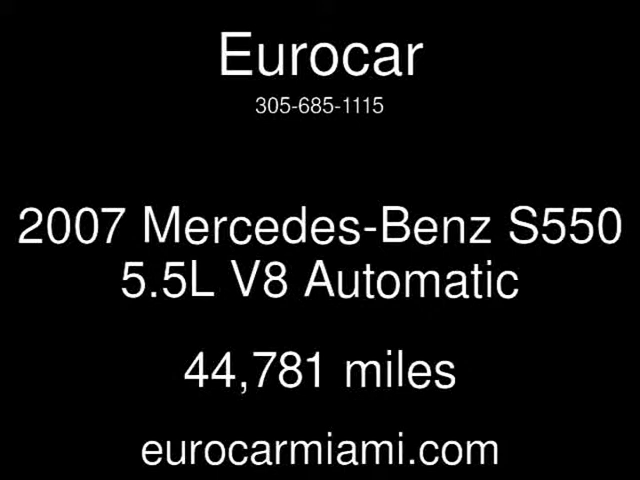 Eurocar
305-685-1115
2007 Mercedes-Benz S550
5.5L V8 Automatic
44,781 miles
eurocarmiami.com